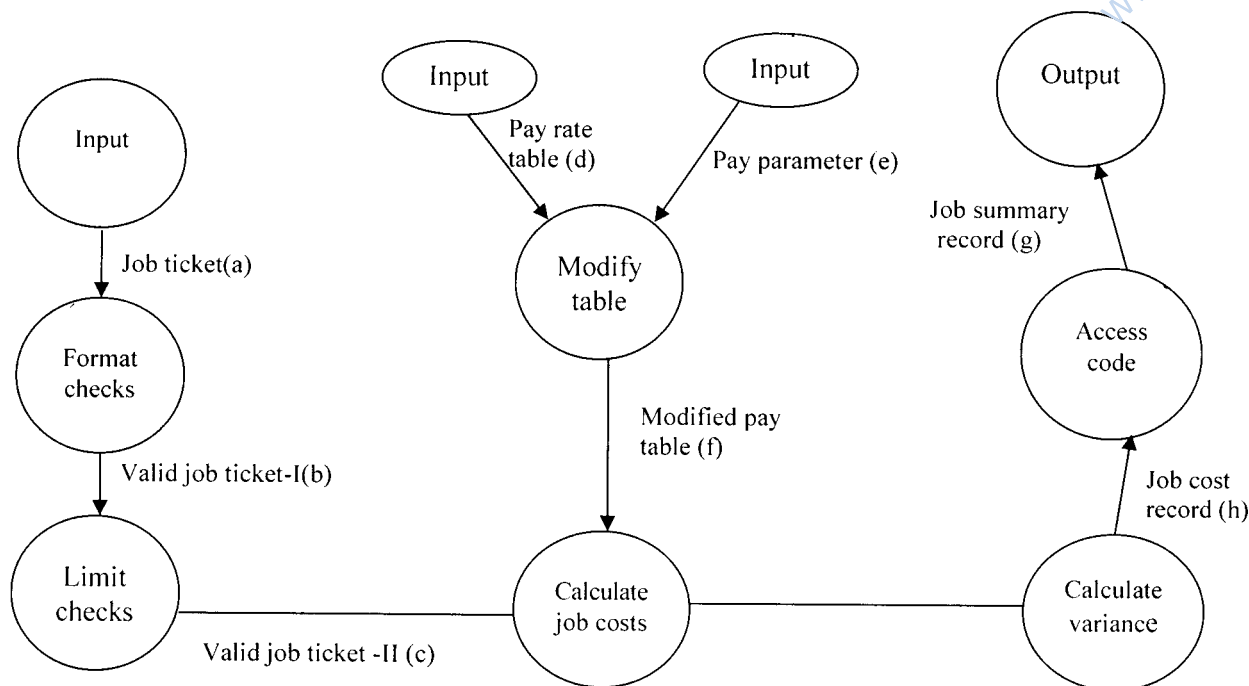 Input
Job ticket(a)
Format
checks
Valid job ticket-I(b)
Limit
checks
Valid job ticket -II (c)
Input
Pay rate
table (d)
Input
Pay parameter (e)
Modify
table
Modified pay
table (f)
Calculate
job costs
Calculate
variance
Job cost
record (h)
Access
code
Job summary
record (g)
Output